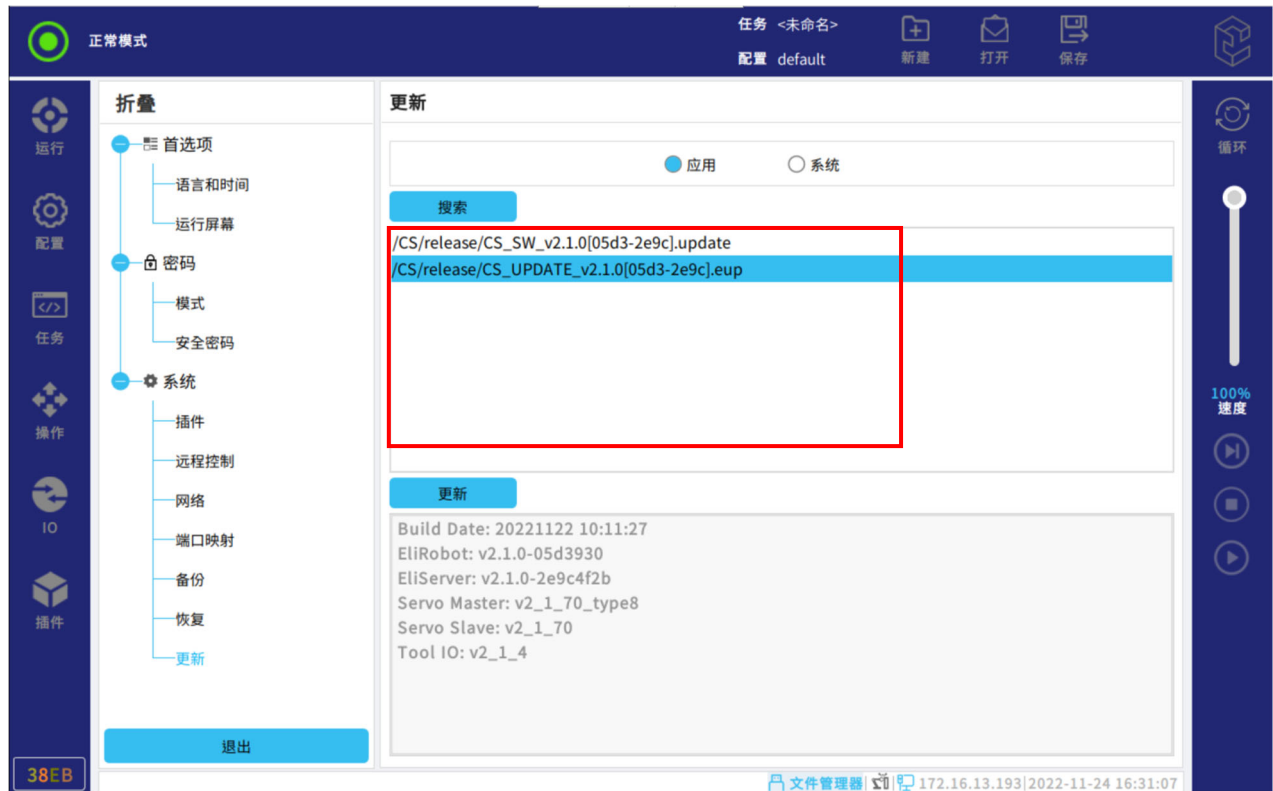 正常模式
任务 <未命名>
配置 default
新建
打开
保存
运行
配置
任务
操作
IO
插件
38EB
折叠
首选项
语言和时间
运行屏幕
密码
模式
安全密码
系统
插件
远程控制
网络
端口映射
备份
恢复
更新
退出
更新
应用 系统
搜索
/CS/release/CS_SW_v2.1.0[05d3-2e9c].update
/CS/release/CS_UPDATE_v2.1.0[05d3-2e9c].eup
更新
Build Date: 20221122 10:11:27
EliRobot: v2.1.0-05d3930
EliServer: v2.1.0-2e9c4f2b
Servo Master: v2_1_70_type8
Servo Slave: v2_1_70
Tool IO: v2_1_4
循环
100%
速度
文件管理器 172.16.13.193|2022-11-24 16:31:07